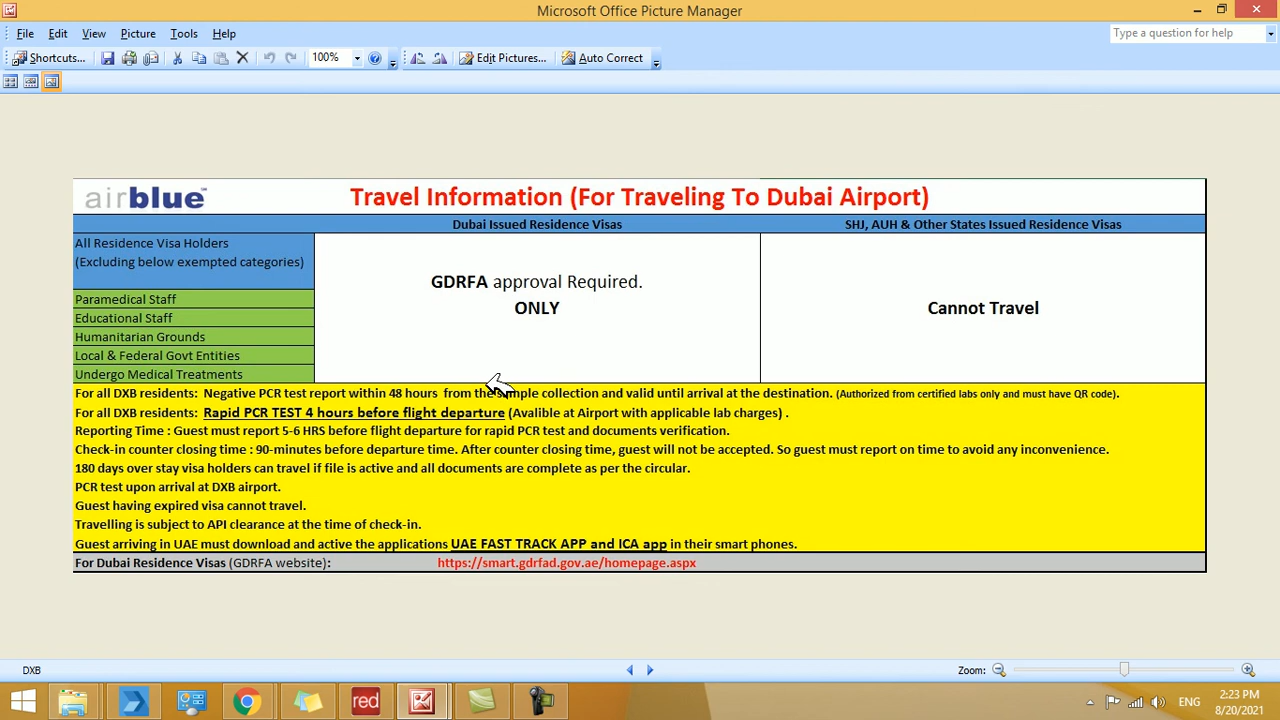 Microsoft Office Picture Manager
File Edit View Picture Tools Help
Type a question for help
Shortcuts... 100% Edit Pictures... Auto Correct
airblue
Travel Information (For Traveling To Dubai Airport)
Dubai Issued Residence Visas SHJ, AUH & Other States Issued Residence Visas
All Residence Visa Holders
(Excluding below exempted categories)
Paramedical Staff
Educational Staff
Humanitarian Grounds
Local & Federal Govt Entities
Undergo Medical Treatments
GDRFA approval Required.
ONLY
Cannot Travel
For all DXB residents: Negative PCR test report within 48 hours from the sample collection and valid until arrival at the destination. (Authorized from certified labs only and must have QR code).
For all DXB residents: Rapid PCR TEST 4 hours before flight departure (Avalible at Airport with applicable lab charges) .
Reporting Time : Guest must report 5-6 HRS before flight departure for rapid PCR test and documents verification.
Check-in counter closing time : 90-minutes before departure time. After counter closing time, guest will not be accepted. So guest must report on time to avoid any inconvenience.
180 days over stay visa holders can travel if file is active and all documents are complete as per the circular.
PCR test upon arrival at DXB airport.
Guest having expired visa cannot travel.
Travelling is subject to API clearance at the time of check-in.
Guest arriving in UAE must download and active the applications UAE FAST TRACK APP and ICA app in their smart phones.
For Dubai Residence Visas (GDRFA website): https://smart.gdrfad.gov.ae/homepage.aspx
DXB Zoom:
red
ENG
2:23 PM
8/20/2021